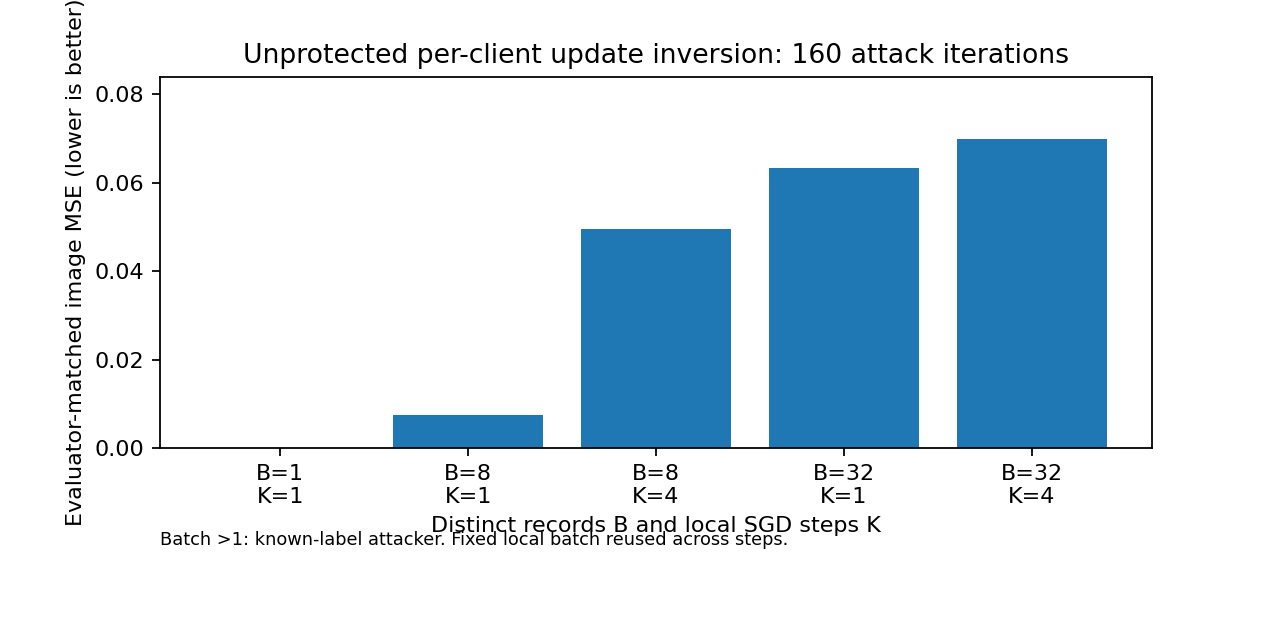 Unprotected per-client update inversion: 160 attack iterations
Evaluator-matched image MSE (lower is better)
0.08
0.06
0.04
0.02
0.00
B=1
K=1
B=8
K=1
B=8
K=4
B=32
K=1
B=32
K=4
Distinct records B and local SGD steps K
Batch >1: known-label attacker. Fixed local batch reused across steps.